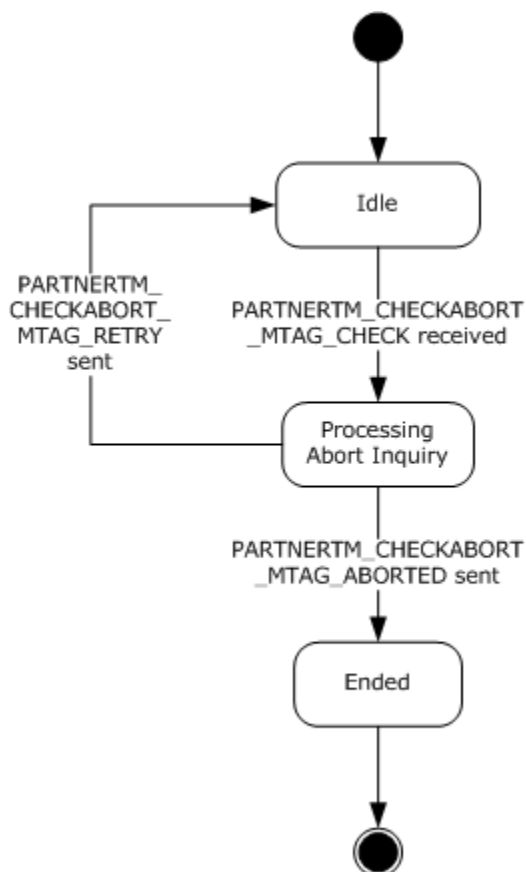 Idle
PARTNERTM_
CHECKABORT_
MTAG_RETRY
sent
PARTNERTM_CHECKABORT
_MTAG_CHECK received
Processing
Abort Inquiry
PARTNERTM_CHECKABORT
_MTAG_ABORTED sent
Ended